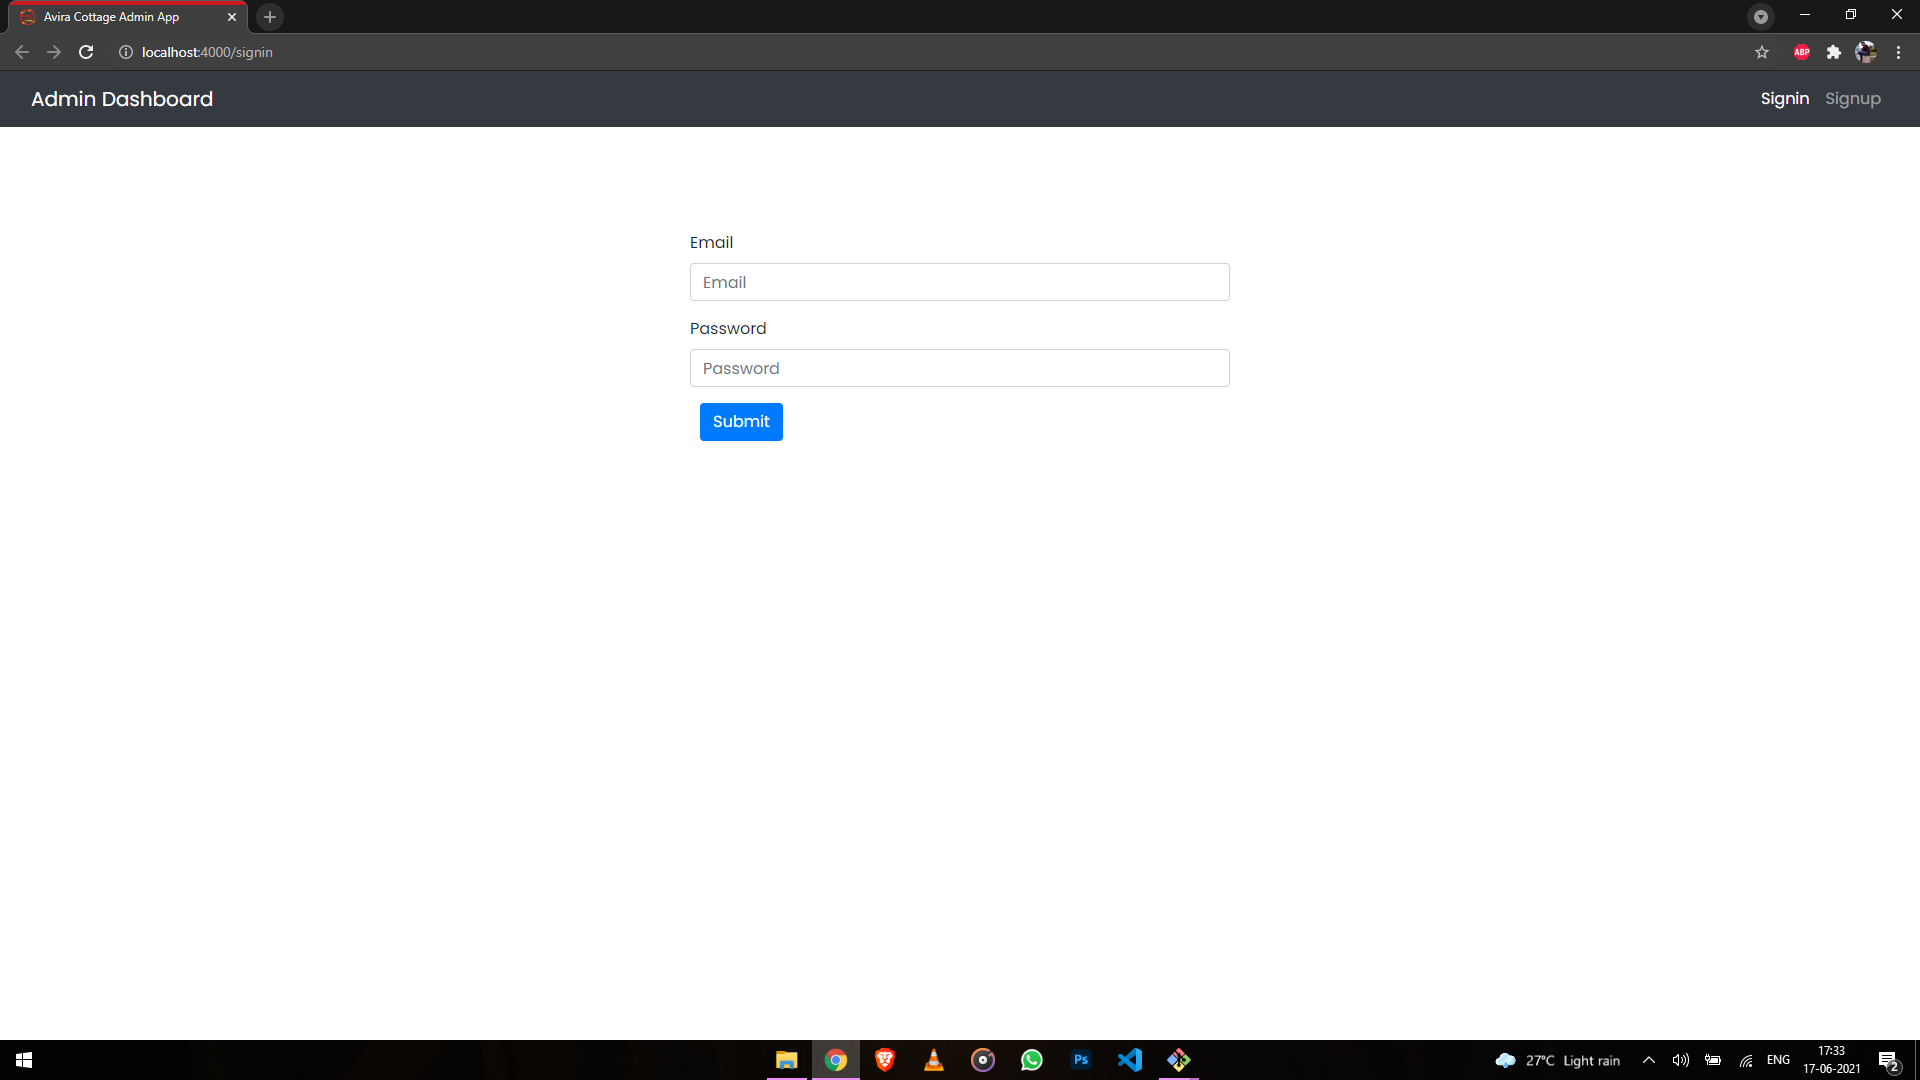 Avira Cottage Admin App
localhost:4000/signin
ABP
Admin Dashboard
Signin
Signup
Email
Email
Password
Password
Submit
Ps
27°C Light rain
ENG
17:33
17-06-2021
2